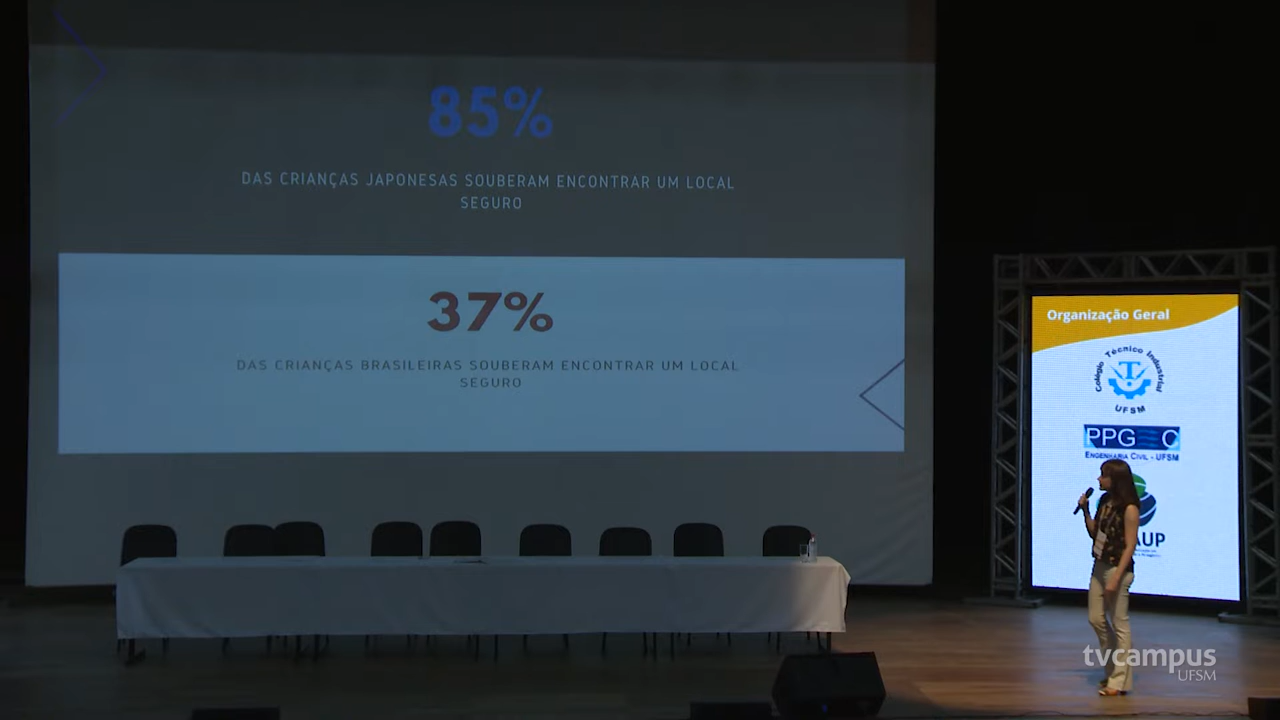 85%
DAS CRIANÇAS JAPONESAS SOUBERAM ENCONTRAR UM LOCAL
SEGURO
37%
DAS CRIANÇAS BRASILEIRAS SOUBERAM ENCONTRAR UM LOCAL
SEGURO
Organização Geral
Colégio Técnico Industrial
UFSM
PPGEC
ENGENHARIA CIVIL - UFSM
AUP
tvcampus
UFSM